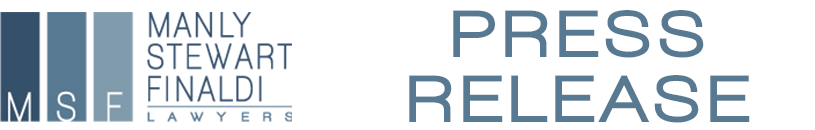 M S F
MANLY
STEWART
FINALDI
LAWYERS
PRESS
RELEASE